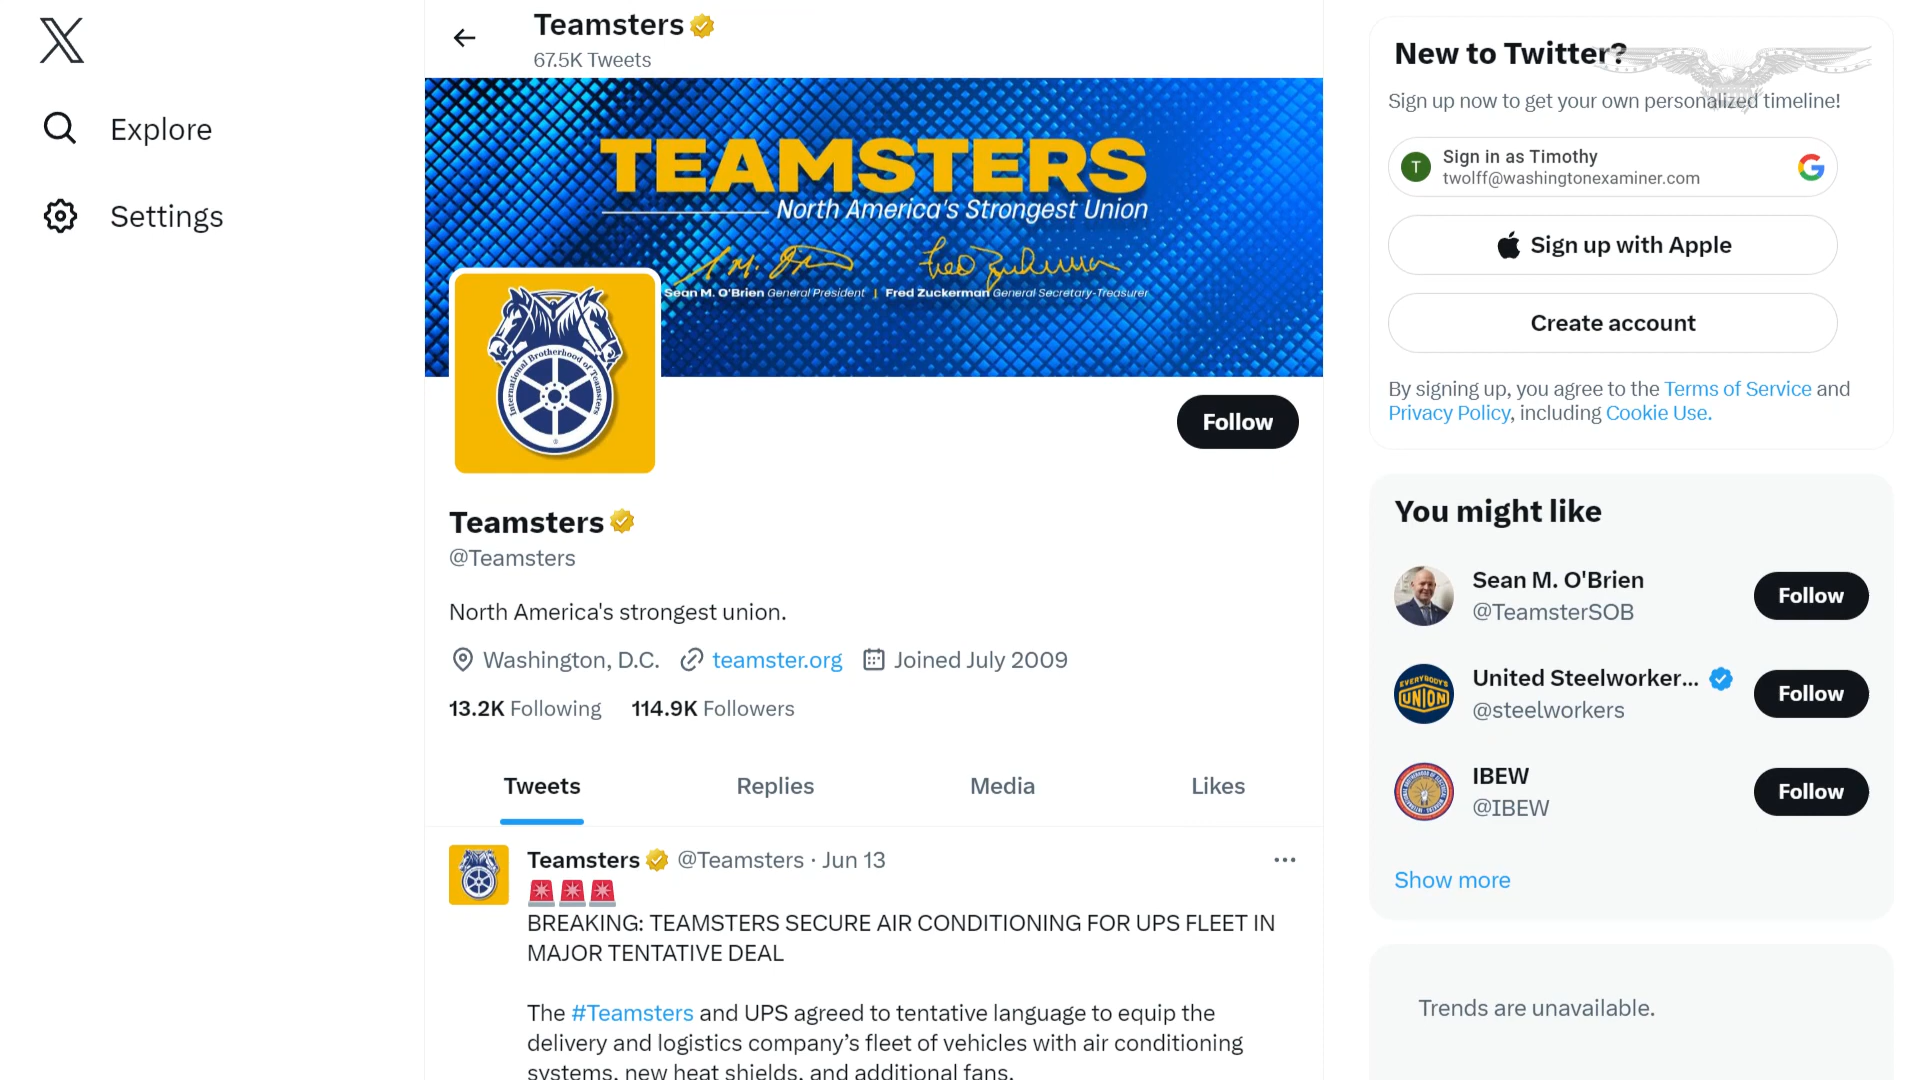 Teamsters
67.5K Tweets
Explore
Settings
TEAMSTERS
North America's Strongest Union
Sean M. O'Brien General President | Fred Zuckerman General Secretary-Treasurer
International Brotherhood of Teamsters
Follow
Teamsters
@Teamsters
North America's strongest union.
Washington, D.C. teamster.org Joined July 2009
13.2K Following 114.9K Followers
Tweets Replies Media Likes
Teamsters @Teamsters · Jun 13
BREAKING: TEAMSTERS SECURE AIR CONDITIONING FOR UPS FLEET IN
MAJOR TENTATIVE DEAL
The #Teamsters and UPS agreed to tentative language to equip the
delivery and logistics company’s fleet of vehicles with air conditioning
systems, new heat shields, and additional fans.
New to Twitter?
Sign up now to get your own personalized timeline!
T
Sign in as Timothy
twolff@washingtonexaminer.com
Sign up with Apple
Create account
By signing up, you agree to the Terms of Service and
Privacy Policy, including Cookie Use.
You might like
Sean M. O'Brien
@TeamsterSOB
Follow
EVERYBODY'S
UNION
United Steelworker...
@steelworkers
Follow
IBEW
@IBEW
Follow
Show more
Trends are unavailable.